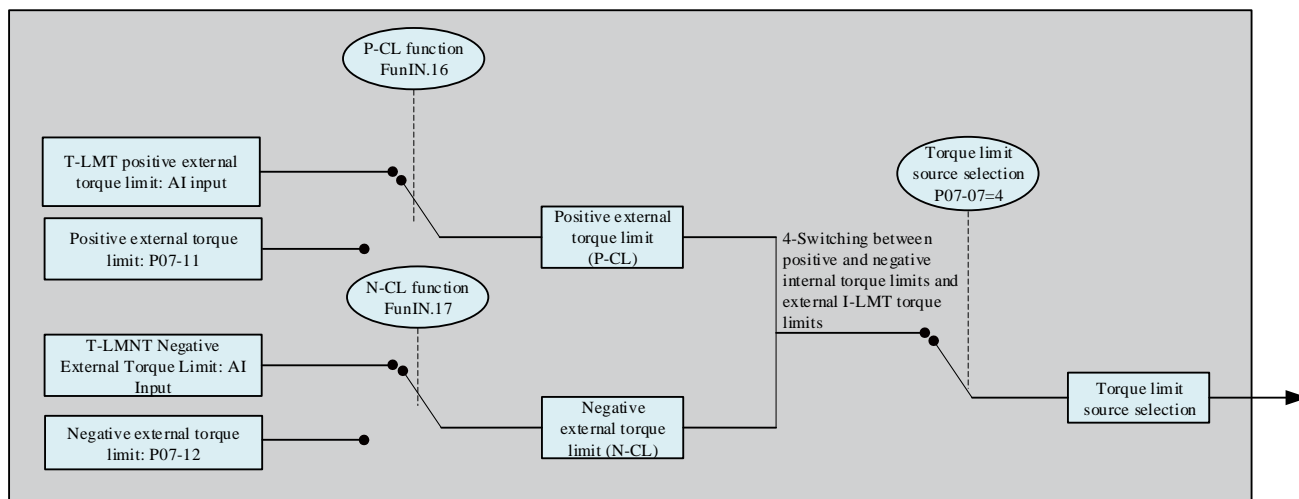 P-CL function
FunIN.16
T-LMT positive external
torque limit: AI input
Torque limit
source selection
P07-07=4
Positive external torque
limit: P07-11
Positive external
torque limit
(P-CL)
4-Switching between
positive and negative
internal torque limits and
external I-LMT torque
limits
N-CL function
FunIN.17
T-LMNT Negative
External Torque Limit: AI
Input
Torque limit
source selection
Negative external torque
limit: P07-12
Negative
external torque
limit (N-CL)